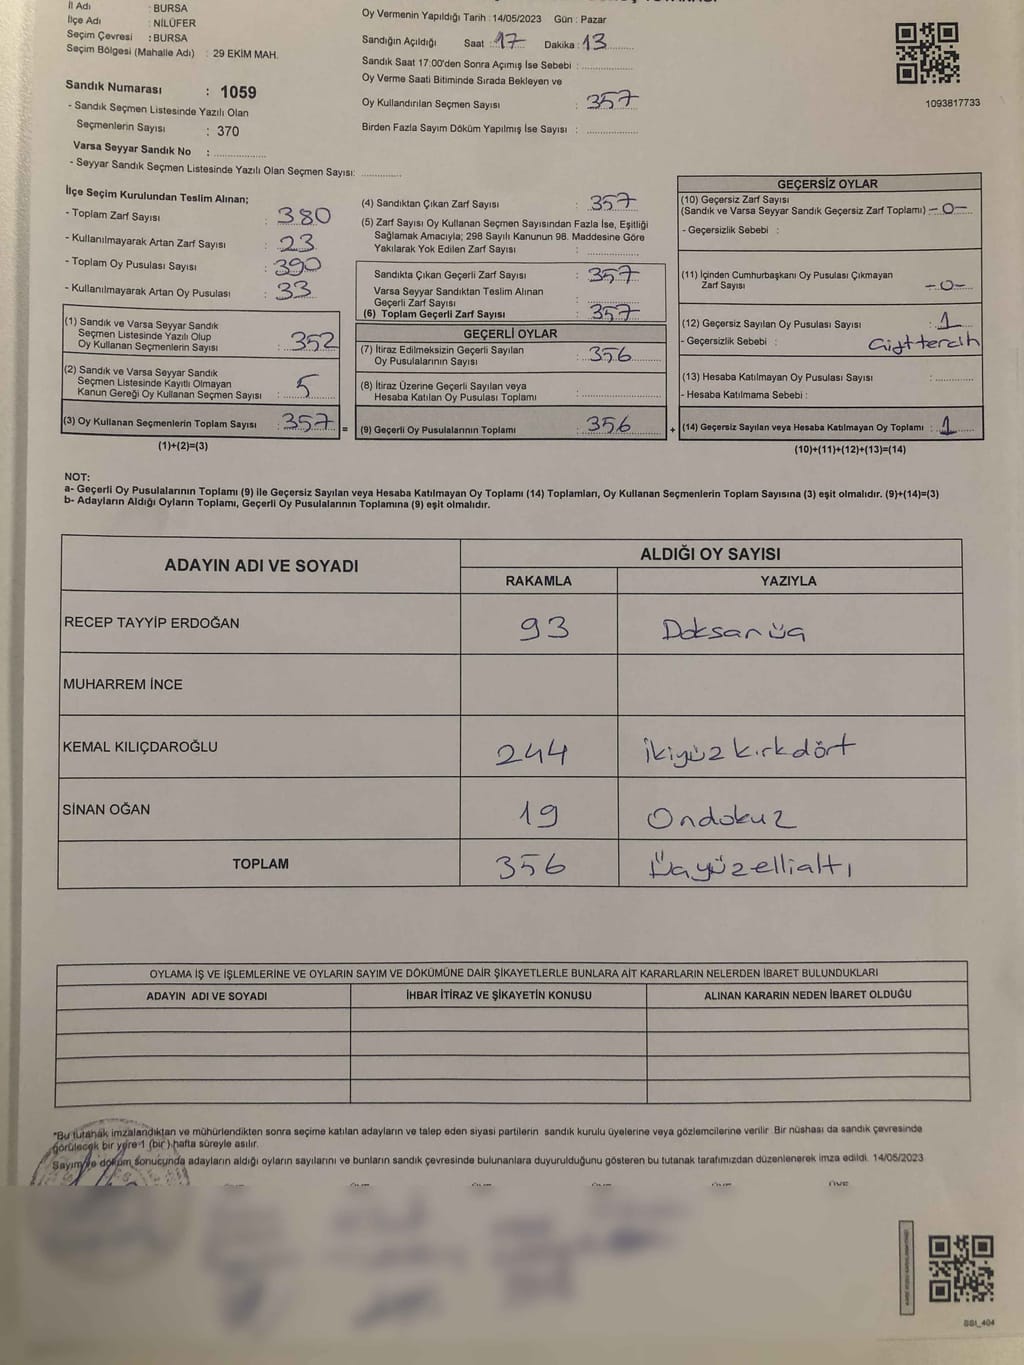 İl Adı : BURSA
İlçe Adı : NİLÜFER
Seçim Çevresi : BURSA
Seçim Bölgesi (Mahalle Adı) : 29 EKİM MAH.
Sandık Numarası : 1059
- Sandık Seçmen Listesinde Yazılı Olan
Seçmenlerin Sayısı : 370
Varsa Seyyar Sandık No :
- Seyyar Sandık Seçmen Listesinde Yazılı Olan Seçmen Sayısı:
Oy Vermenin Yapıldığı Tarih : 14/05/2023 Gün : Pazar
Sandığın Açıldığı Saat : 17 Dakika : 13
Sandık Saat 17:00'den Sonra Açımış İse Sebebi :
Oy Verme Saati Bitiminde Sırada Bekleyen ve
Oy Kullandırılan Seçmen Sayısı : 357
Birden Fazla Sayım Döküm Yapılmış İse Sayısı :
1093817733
İlçe Seçim Kurulundan Teslim Alınan;
- Toplam Zarf Sayısı : 380
- Kullanılmayarak Artan Zarf Sayısı : 23
- Toplam Oy Pusulası Sayısı : 390
- Kullanılmayarak Artan Oy Pusulası : 33
(1) Sandık ve Varsa Seyyar Sandık
Seçmen Listesinde Yazılı Olup
Oy Kullanan Seçmenlerin Sayısı : 352
(2) Sandık ve Varsa Seyyar Sandık
Seçmen Listesinde Kayıtlı Olmayan
Kanun Gereği Oy Kullanan Seçmen Sayısı : 5
(3) Oy Kullanan Seçmenlerin Toplam Sayısı : 357 =
(1)+(2)=(3)
(4) Sandıktan Çıkan Zarf Sayısı : 357
(5) Zarf Sayısı Oy Kullanan Seçmen Sayısından Fazla İse, Eşitliği
Sağlamak Amacıyla; 298 Sayılı Kanunun 98. Maddesine Göre
Yakılarak Yok Edilen Zarf Sayısı :
Sandıkta Çıkan Geçerli Zarf Sayısı : 357
Varsa Seyyar Sandıktan Teslim Alınan
Geçerli Zarf Sayısı :
(6) Toplam Geçerli Zarf Sayısı : 357
GEÇERLİ OYLAR
(7) İtiraz Edilmeksizin Geçerli Sayılan
Oy Pusulalarının Sayısı : 356
(8) İtiraz Üzerine Geçerli Sayılan veya
Hesaba Katılan Oy Pusulası Toplamı :
(9) Geçerli Oy Pusulalarının Toplamı : 356 +
GEÇERSİZ OYLAR
(10) Geçersiz Zarf Sayısı
(Sandık ve Varsa Seyyar Sandık Geçersiz Zarf Toplamı) -0-
- Geçersizlik Sebebi :
(11) İçinden Cumhurbaşkanı Oy Pusulası Çıkmayan
Zarf Sayısı -0-
(12) Geçersiz Sayılan Oy Pusulası Sayısı : 1
- Geçersizlik Sebebi : Çift tercih
(13) Hesaba Katılmayan Oy Pusulası Sayısı :
- Hesaba Katılmama Sebebi :
(14) Geçersiz Sayılan veya Hesaba Katılmayan Oy Toplamı : 1
(10)+(11)+(12)+(13)=(14)
NOT:
a- Geçerli Oy Pusulalarının Toplamı (9) ile Geçersiz Sayılan veya Hesaba Katılmayan Oy Toplamı (14) Toplamları, Oy Kullanan Seçmenlerin Toplam Sayısına (3) eşit olmalıdır. (9)+(14)=(3)
b- Adayların Aldığı Oyların Toplamı, Geçerli Oy Pusulalarının Toplamına (9) eşit olmalıdır.
ADAYIN ADI VE SOYADI ALDIĞI OY SAYISI
RAKAMLA YAZIYLA
RECEP TAYYİP ERDOĞAN 93 Doksanüç
MUHARREM İNCE
KEMAL KILIÇDAROĞLU 244 İkiyüz kırkdört
SİNAN OĞAN 19 Ondokuz
TOPLAM 356 Üçyüzellialtı
OYLAMA İŞ VE İŞLEMLERİNE VE OYLARIN SAYIM VE DÖKÜMÜNE DAİR ŞİKAYETLERLE BUNLARA AİT KARARLARIN NELERDEN İBARET BULUNDUKLARI
ADAYIN ADI VE SOYADI İHBAR İTİRAZ VE ŞİKAYETİN KONUSU ALINAN KARARIN NEDEN İBARET OLDUĞU
*Bu tutanak imzalandıktan ve mühürlendikten sonra seçime katılan adayların ve talep eden siyasi partilerin sandık kurulu üyelerine veya gözlemcilerine verilir. Bir nüshası da sandık çevresinde
görülecek bir yere 1 (bir) hafta süreyle asılır.
Sayım ve döküm sonucunda adayların aldığı oyların sayılarını ve bunların sandık çevresinde bulunanlara duyurulduğunu gösteren bu tutanak tarafımızdan düzenlenerek imza edildi. 14/05/2023